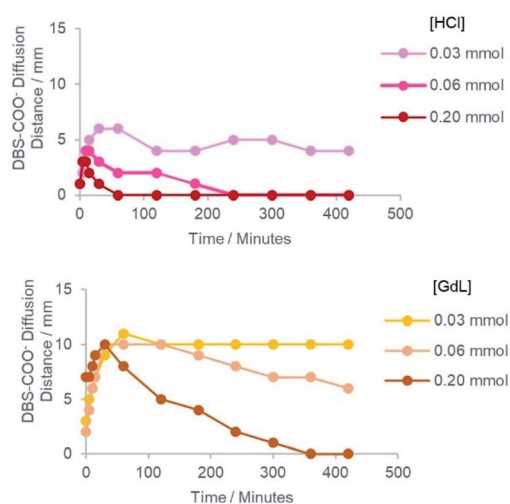 [HCl]
0.03 mmol
0.06 mmol
0.20 mmol
DBS-COO⁻ Diffusion
Distance / mm
15
10
5
0
0 100 200 300 400 500
Time / Minutes
[GdL]
0.03 mmol
0.06 mmol
0.20 mmol
DBS-COO⁻ Diffusion
Distance / mm
15
10
5
0
0 100 200 300 400 500
Time / Minutes